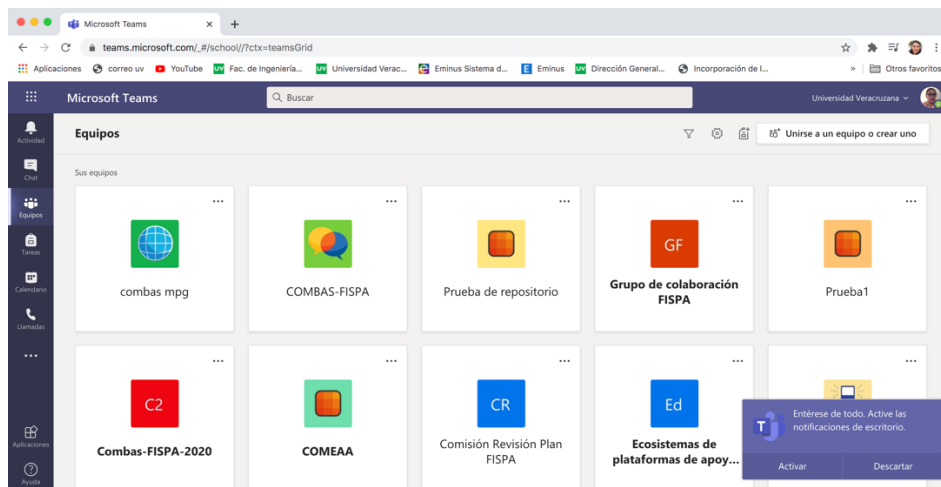 Microsoft Teams
teams.microsoft.com/_#/school//?ctx=teamsGrid
Aplicaciones
correo uv
YouTube
UV
Fac. de Ingeniería...
UV
Universidad Verac...
Eminus Sistema d...
E
Eminus
UV
Dirección General...
Incorporación de l...
»
Otros favoritos
Microsoft Teams
Buscar
Universidad Veracruzana
Actividad
Chat
Equipos
Tareas
Calendario
Llamadas
Aplicaciones
Ayuda
Equipos
Unirse a un equipo o crear uno
Sus equipos
combas mpg
COMBAS-FISPA
Prueba de repositorio
GF
Grupo de colaboración
FISPA
Prueba1
C2
Combas-FISPA-2020
COMEAA
CR
Comisión Revisión Plan
FISPA
Ed
Ecosistemas de
plataformas de apoy...
T
Entérese de todo. Active las
notificaciones de escritorio.
Activar
Descartar